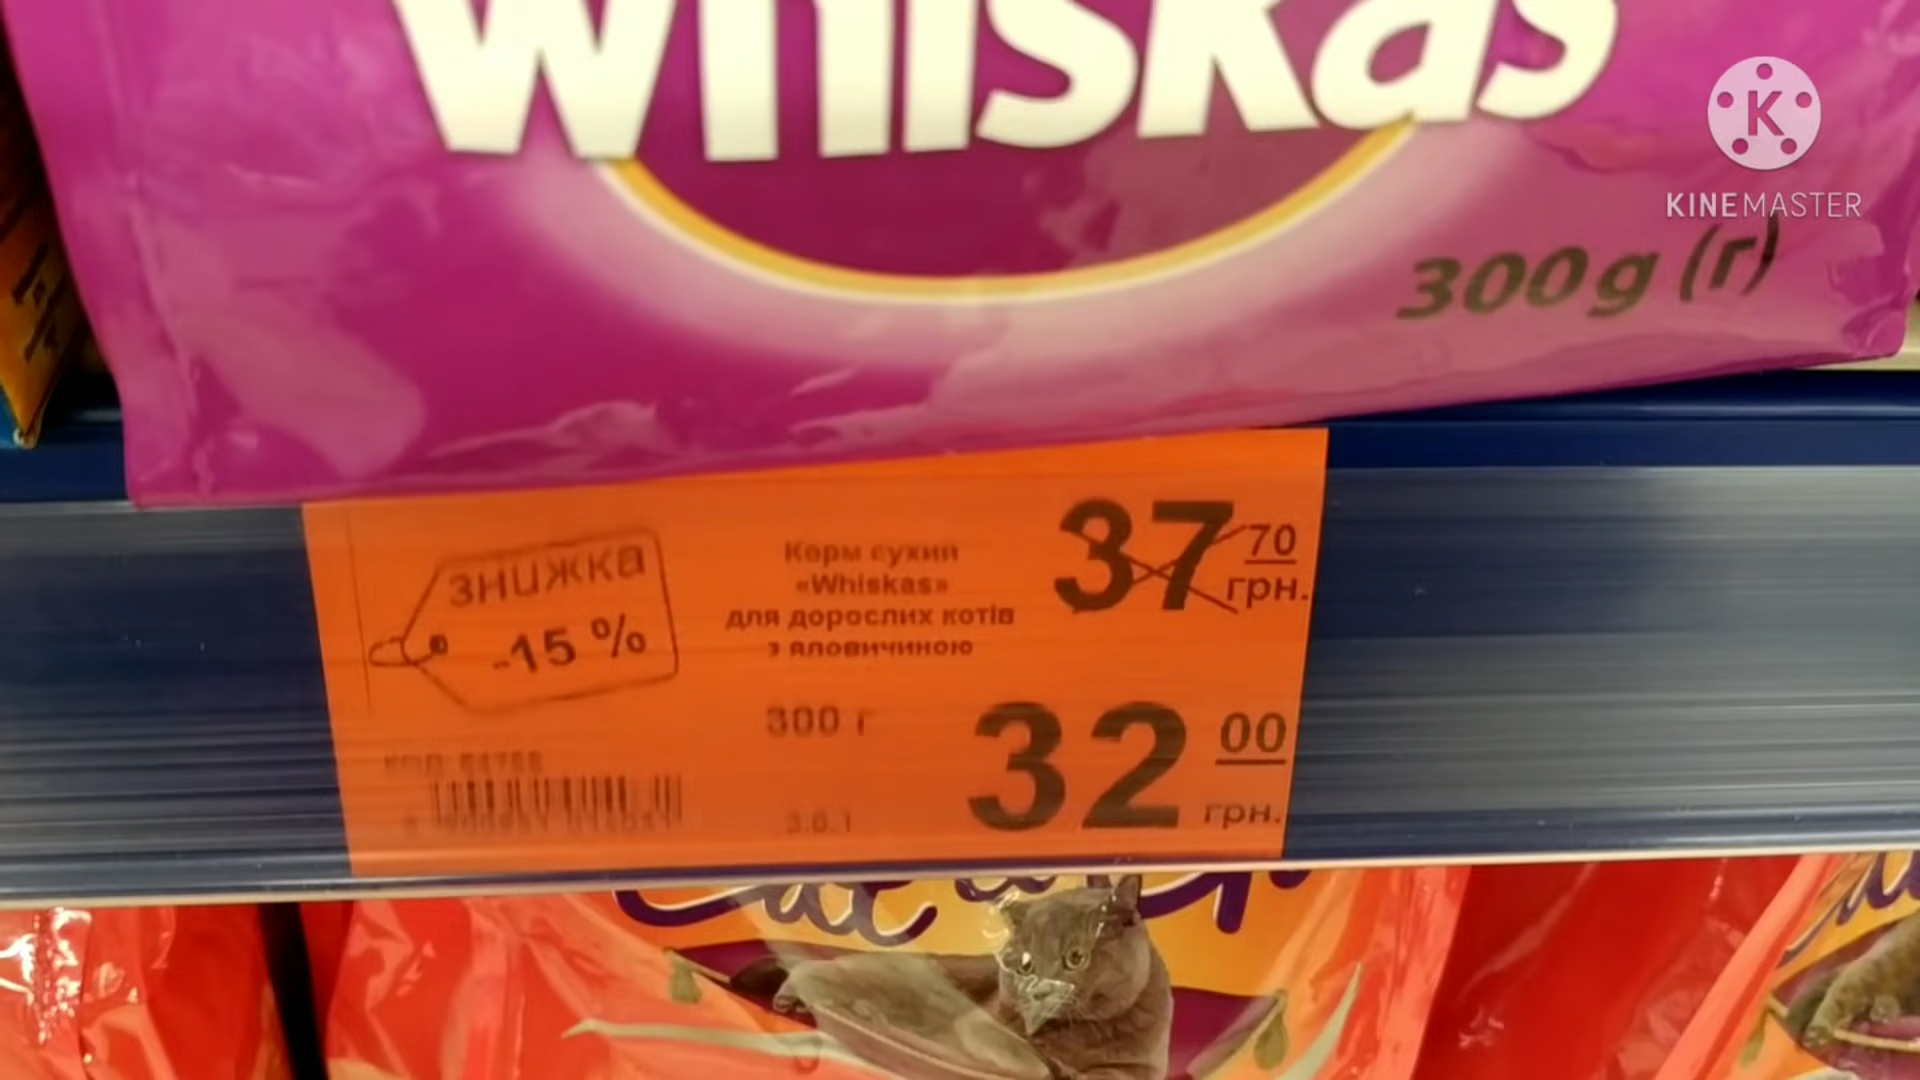 Whiskas
KINEMASTER
300g (г)
ЗНИЖКА
-15 %
Корм сухий
«Whiskas»
для дорослих котів
з яловичиною
37 70
грн.
300 г
32 00
грн.